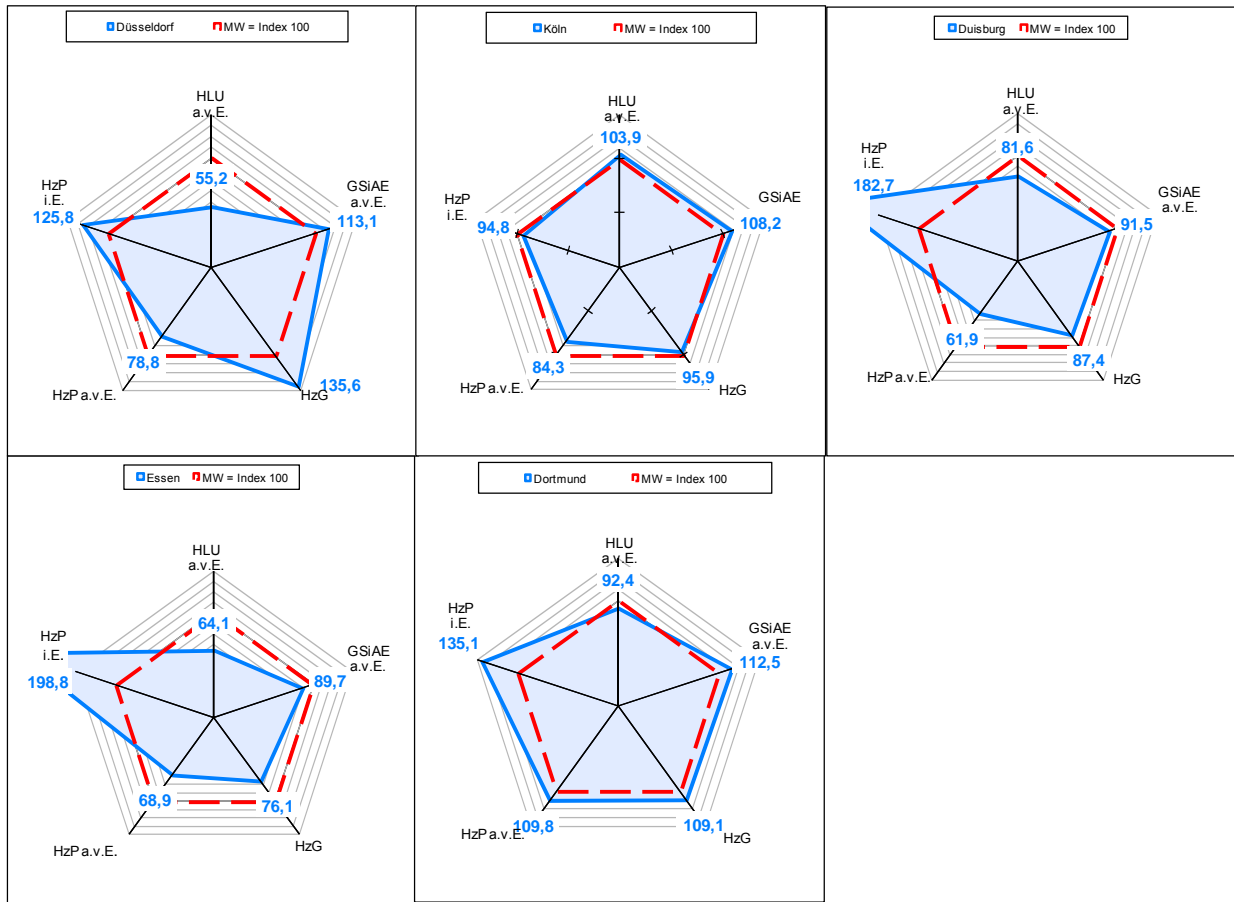 Düsseldorf MW = Index 100
HLU
a.v.E.
55,2
GSiAE
a.v.E.
113,1
HzP
i.E.
125,8
78,8
HzP a.v.E.
135,6
HzG
Köln MW = Index 100
HLU
a.v.E.
103,9
GSiAE
108,2
HzP
i.E.
94,8
84,3
HzP a.v.E.
95,9
HzG
Duisburg MW = Index 100
HLU
a.v.E.
81,6
HzP
i.E.
182,7
GSiAE
a.v.E.
91,5
61,9
HzP a.v.E.
87,4
HzG
Essen MW = Index 100
HLU
a.v.E.
64,1
HzP
i.E.
198,8
GSiAE
a.v.E.
89,7
68,9
HzP a.v.E.
76,1
HzG
Dortmund MW = Index 100
HLU
a.v.E.
92,4
HzP
i.E.
135,1
GSiAE
a.v.E.
112,5
HzP a.v.E.
109,8
109,1
HzG